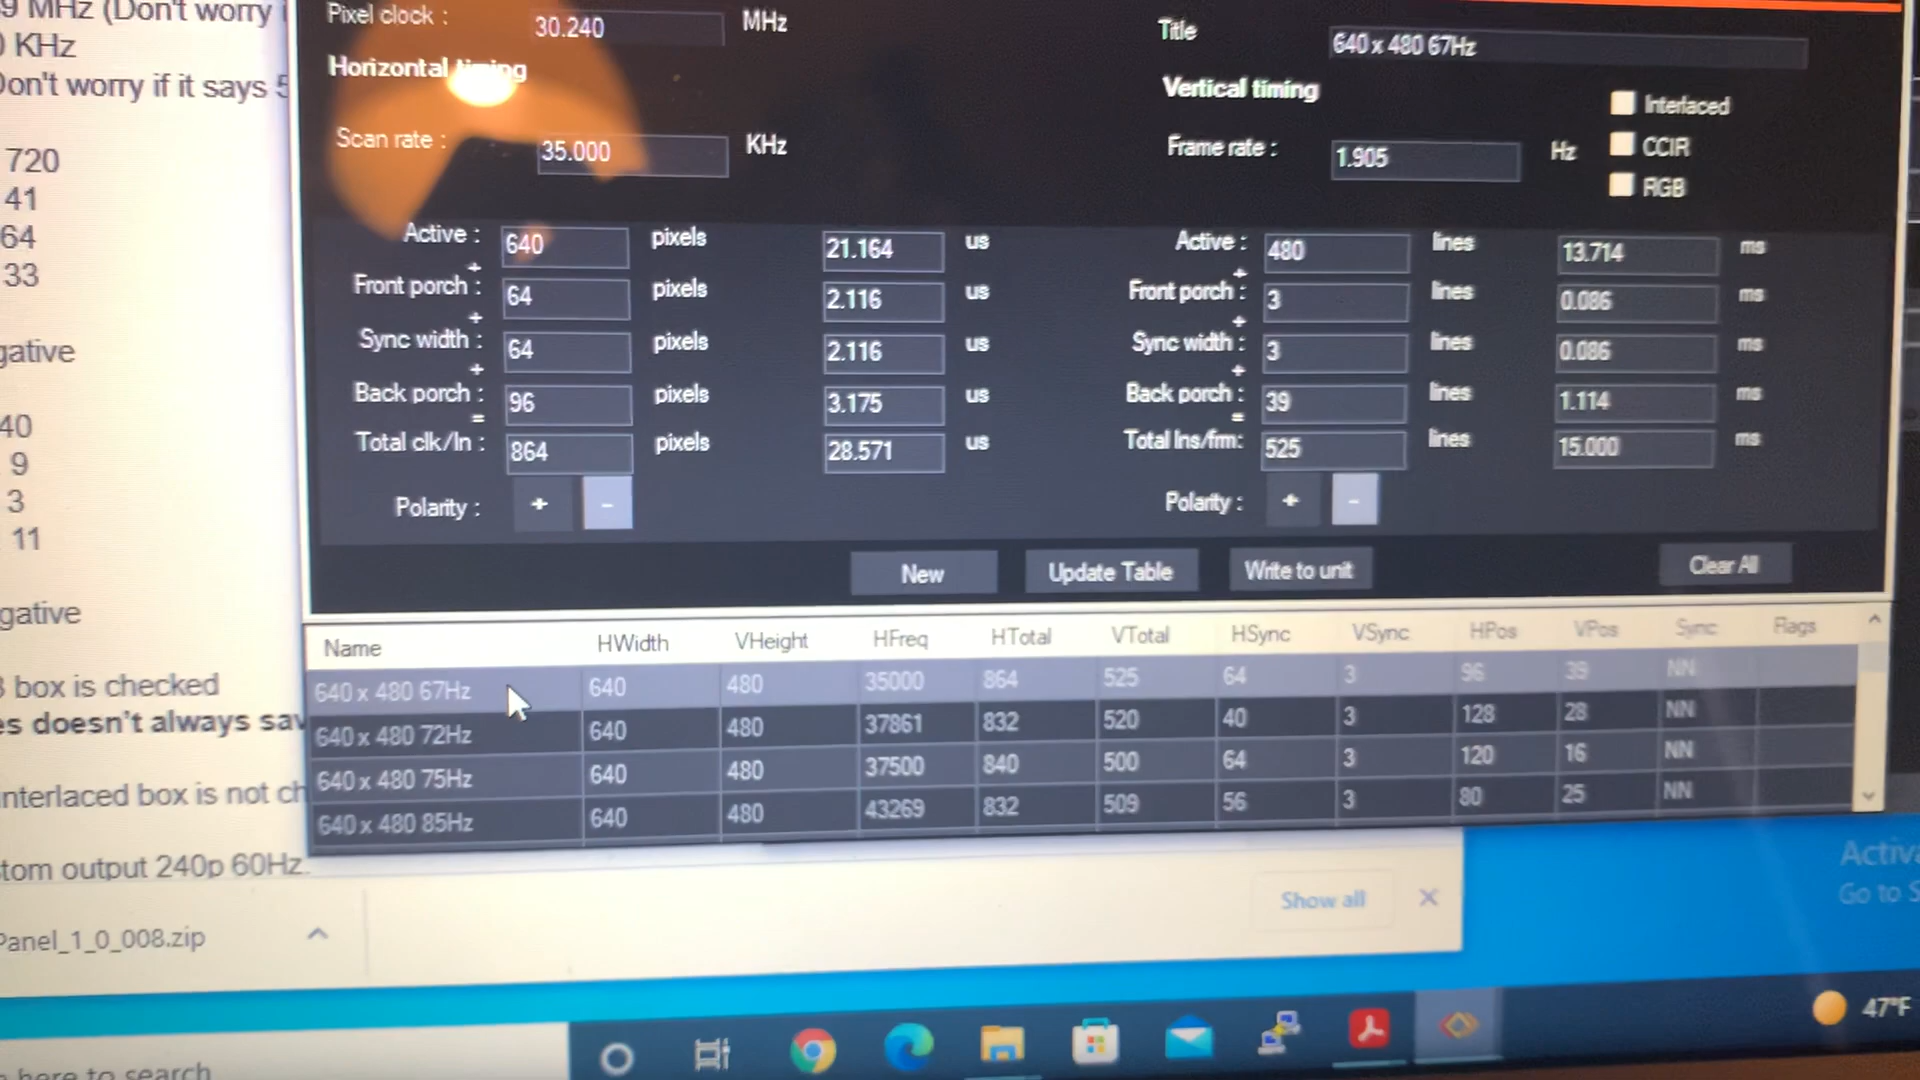 9 MHz (Don't worry
0 KHz
Don't worry if it says 5
720
41
64
33
gative
40
9
3
11
gative
box is checked
es doesn't always sav
interlaced box is not ch
tom output 240p 60Hz.
Panel_1_0_008.zip
Show all
here to search
Pixel clock : 30.240 MHz
Title 640 x 480 67Hz
Horizontal timing
Vertical timing
Interlaced
Scan rate : 35.000 KHz
Frame rate : 1.905 Hz
CCIR
RGB
Active : 640 pixels 21.164 us
Active : 480 lines 13.714 ms
+
+
Front porch : 64 pixels 2.116 us
Front porch : 3 lines 0.086 ms
+
+
Sync width : 64 pixels 2.116 us
Sync width : 3 lines 0.086 ms
+
+
Back porch : 96 pixels 3.175 us
Back porch : 39 lines 1.114 ms
=
=
Total clk/ln : 864 pixels 28.571 us
Total lns/frm: 525 lines 15.000 ms
Polarity : + -
Polarity : + -
New Update Table Write to unit Clear All
Name HWidth VHeight HFreq HTotal VTotal HSync VSync HPos VPos Sync Flags
640 x 480 67Hz 640 480 35000 864 525 64 3 96 39 NN
640 x 480 72Hz 640 480 37861 832 520 40 3 128 28 NN
640 x 480 75Hz 640 480 37500 840 500 64 3 120 16 NN
640 x 480 85Hz 640 480 43269 832 509 56 3 80 25 NN
Activa
Go to S
47°F